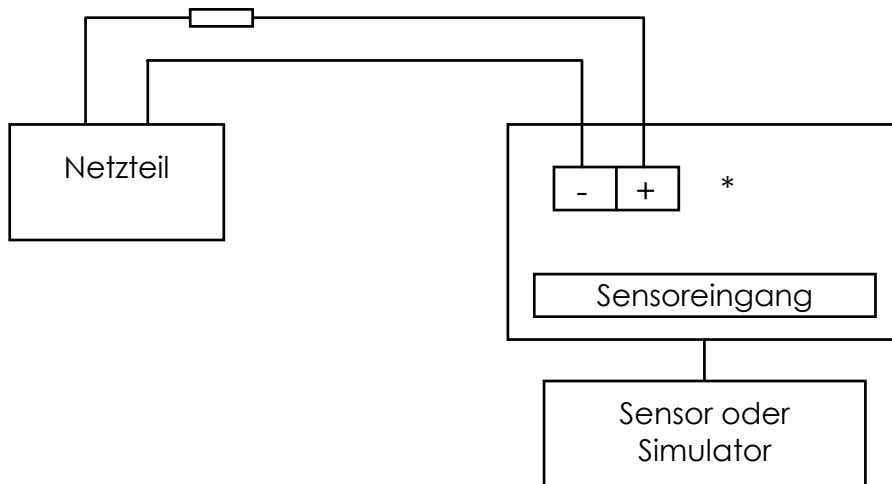 Netzteil
- + *
Sensoreingang
Sensor oder
Simulator